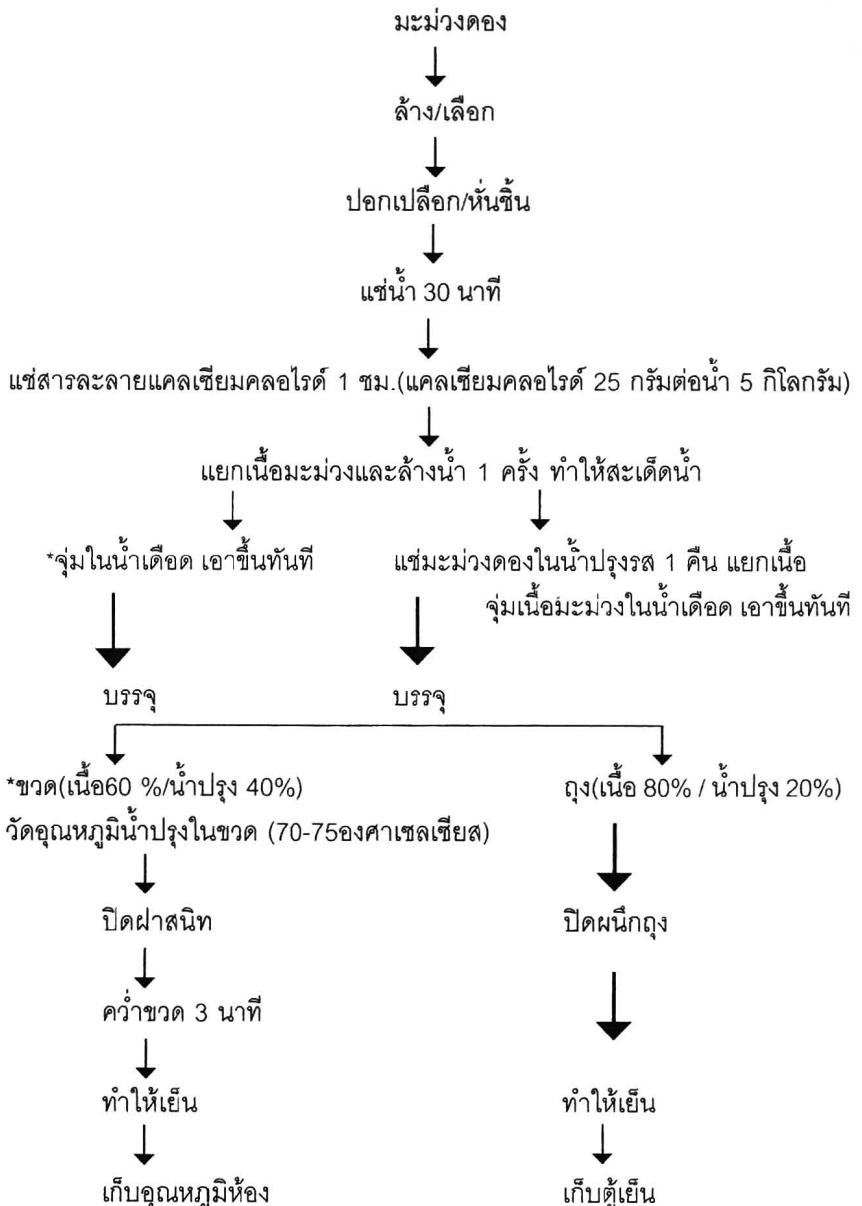 มะม่วงดอง
ล้าง/เลือก
ปอกเปลือก/หั่นชิ้น
แช่น้ำ 30 นาที
แช่สารละลายแคลเซียมคลอไรด์ 1 ชม.(แคลเซียมคลอไรด์ 25 กรัมต่อน้ำ 5 กิโลกรัม)
แยกเนื้อมะม่วงและล้างน้ำ 1 ครั้ง ทำให้สะเด็ดน้ำ
*จุ่มในน้ำเดือด เอาขึ้นทันที
แช่มะม่วงดองในน้ำปรุงรส 1 คืน แยกเนื้อ
จุ่มเนื้อมะม่วงในน้ำเดือด เอาขึ้นทันที
บรรจุ
บรรจุ
*ขวด(เนื้อ60 %/น้ำปรุง 40%)
ถุง(เนื้อ 80% / น้ำปรุง 20%)
วัดอุณหภูมิน้ำปรุงในขวด (70-75องศาเซลเซียส)
ปิดฝาสนิท
ปิดผนึกถุง
คว่ำขวด 3 นาที
ทำให้เย็น
ทำให้เย็น
เก็บอุณหภูมิห้อง
เก็บตู้เย็น